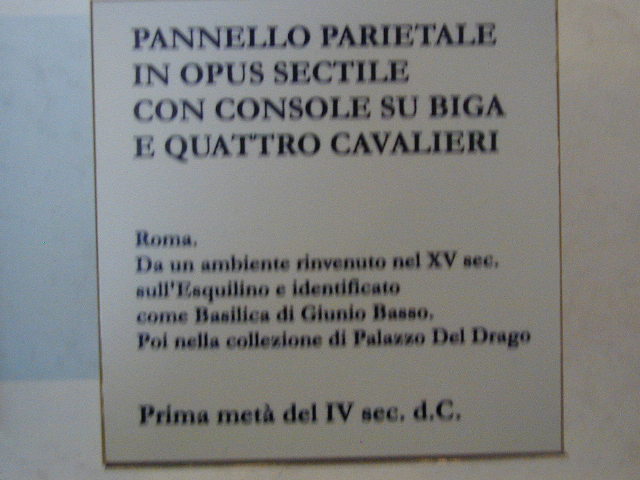 PANNELLO PARIETALE
IN OPUS SECTILE
CON CONSOLE SU BIGA
E QUATTRO CAVALIERI
Roma.
Da un ambiente rinvenuto nel XV sec.
sull'Esquilino e identificato
come Basilica di Giunio Basso.
Poi nella collezione di Palazzo Del Drago
Prima metà del IV sec. d.C.